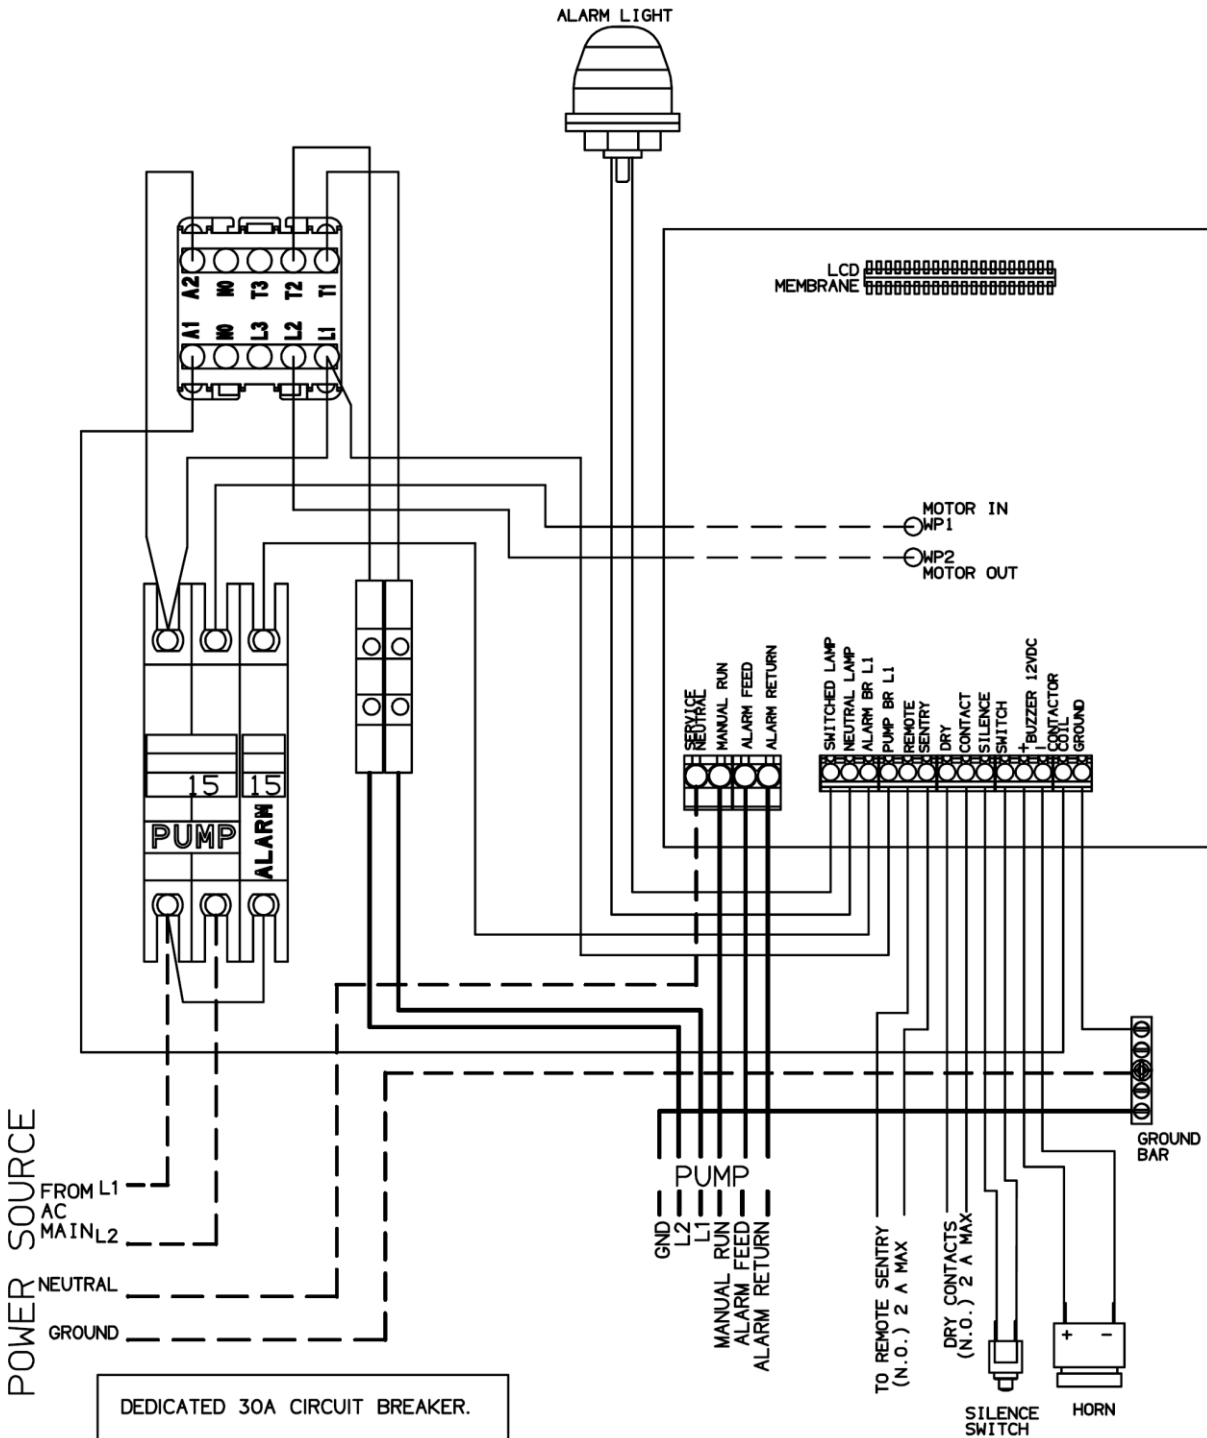 ALARM LIGHT
LCD
MEMBRANE
A2
NO
T3
T2
T1
A1
NO
L3
L2
L1
MOTOR IN
WP1
WP2
MOTOR OUT
15
15
PUMP
ALARM
SERVICE
NEUTRAL
MANUAL RUN
ALARM FEED
ALARM RETURN
SWITCHED LAMP
NEUTRAL LAMP
ALARM BR L1
PUMP BR L1
REMOTE
SENTRY
DRY
CONTACT
SILENCE
SWITCH
+
BUZZER 12VDC
–
CONTACTOR
COIL
GROUND
GROUND
BAR
POWER SOURCE
FROM L1
AC
MAIN L2
NEUTRAL
GROUND
PUMP
GND
L2
L1
MANUAL RUN
ALARM FEED
ALARM RETURN
TO REMOTE SENTRY
(N.O.) 2 A MAX
DRY CONTACTS
(N.O.) 2 A MAX
SILENCE
SWITCH
+ –
HORN
DEDICATED 30A CIRCUIT BREAKER.